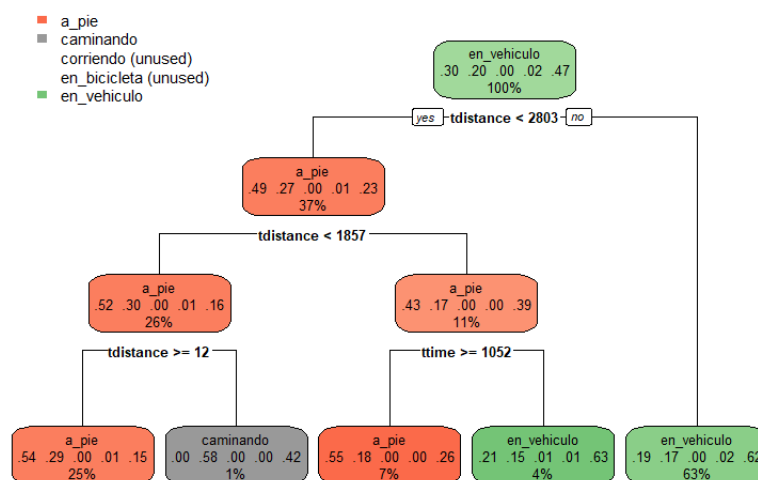 a_pie
caminando
corriendo (unused)
en_bicicleta (unused)
en_vehiculo
en_vehiculo
.30 .20 .00 .02 .47
100%
yes tdistance < 2803 no
a_pie
.49 .27 .00 .01 .23
37%
tdistance < 1857
a_pie
.52 .30 .00 .01 .16
26%
a_pie
.43 .17 .00 .00 .39
11%
tdistance >= 12
ttime >= 1052
a_pie
.54 .29 .00 .01 .15
25%
caminando
.00 .58 .00 .00 .42
1%
a_pie
.55 .18 .00 .00 .26
7%
en_vehiculo
.21 .15 .01 .01 .63
4%
en_vehiculo
.19 .17 .00 .02 .62
63%